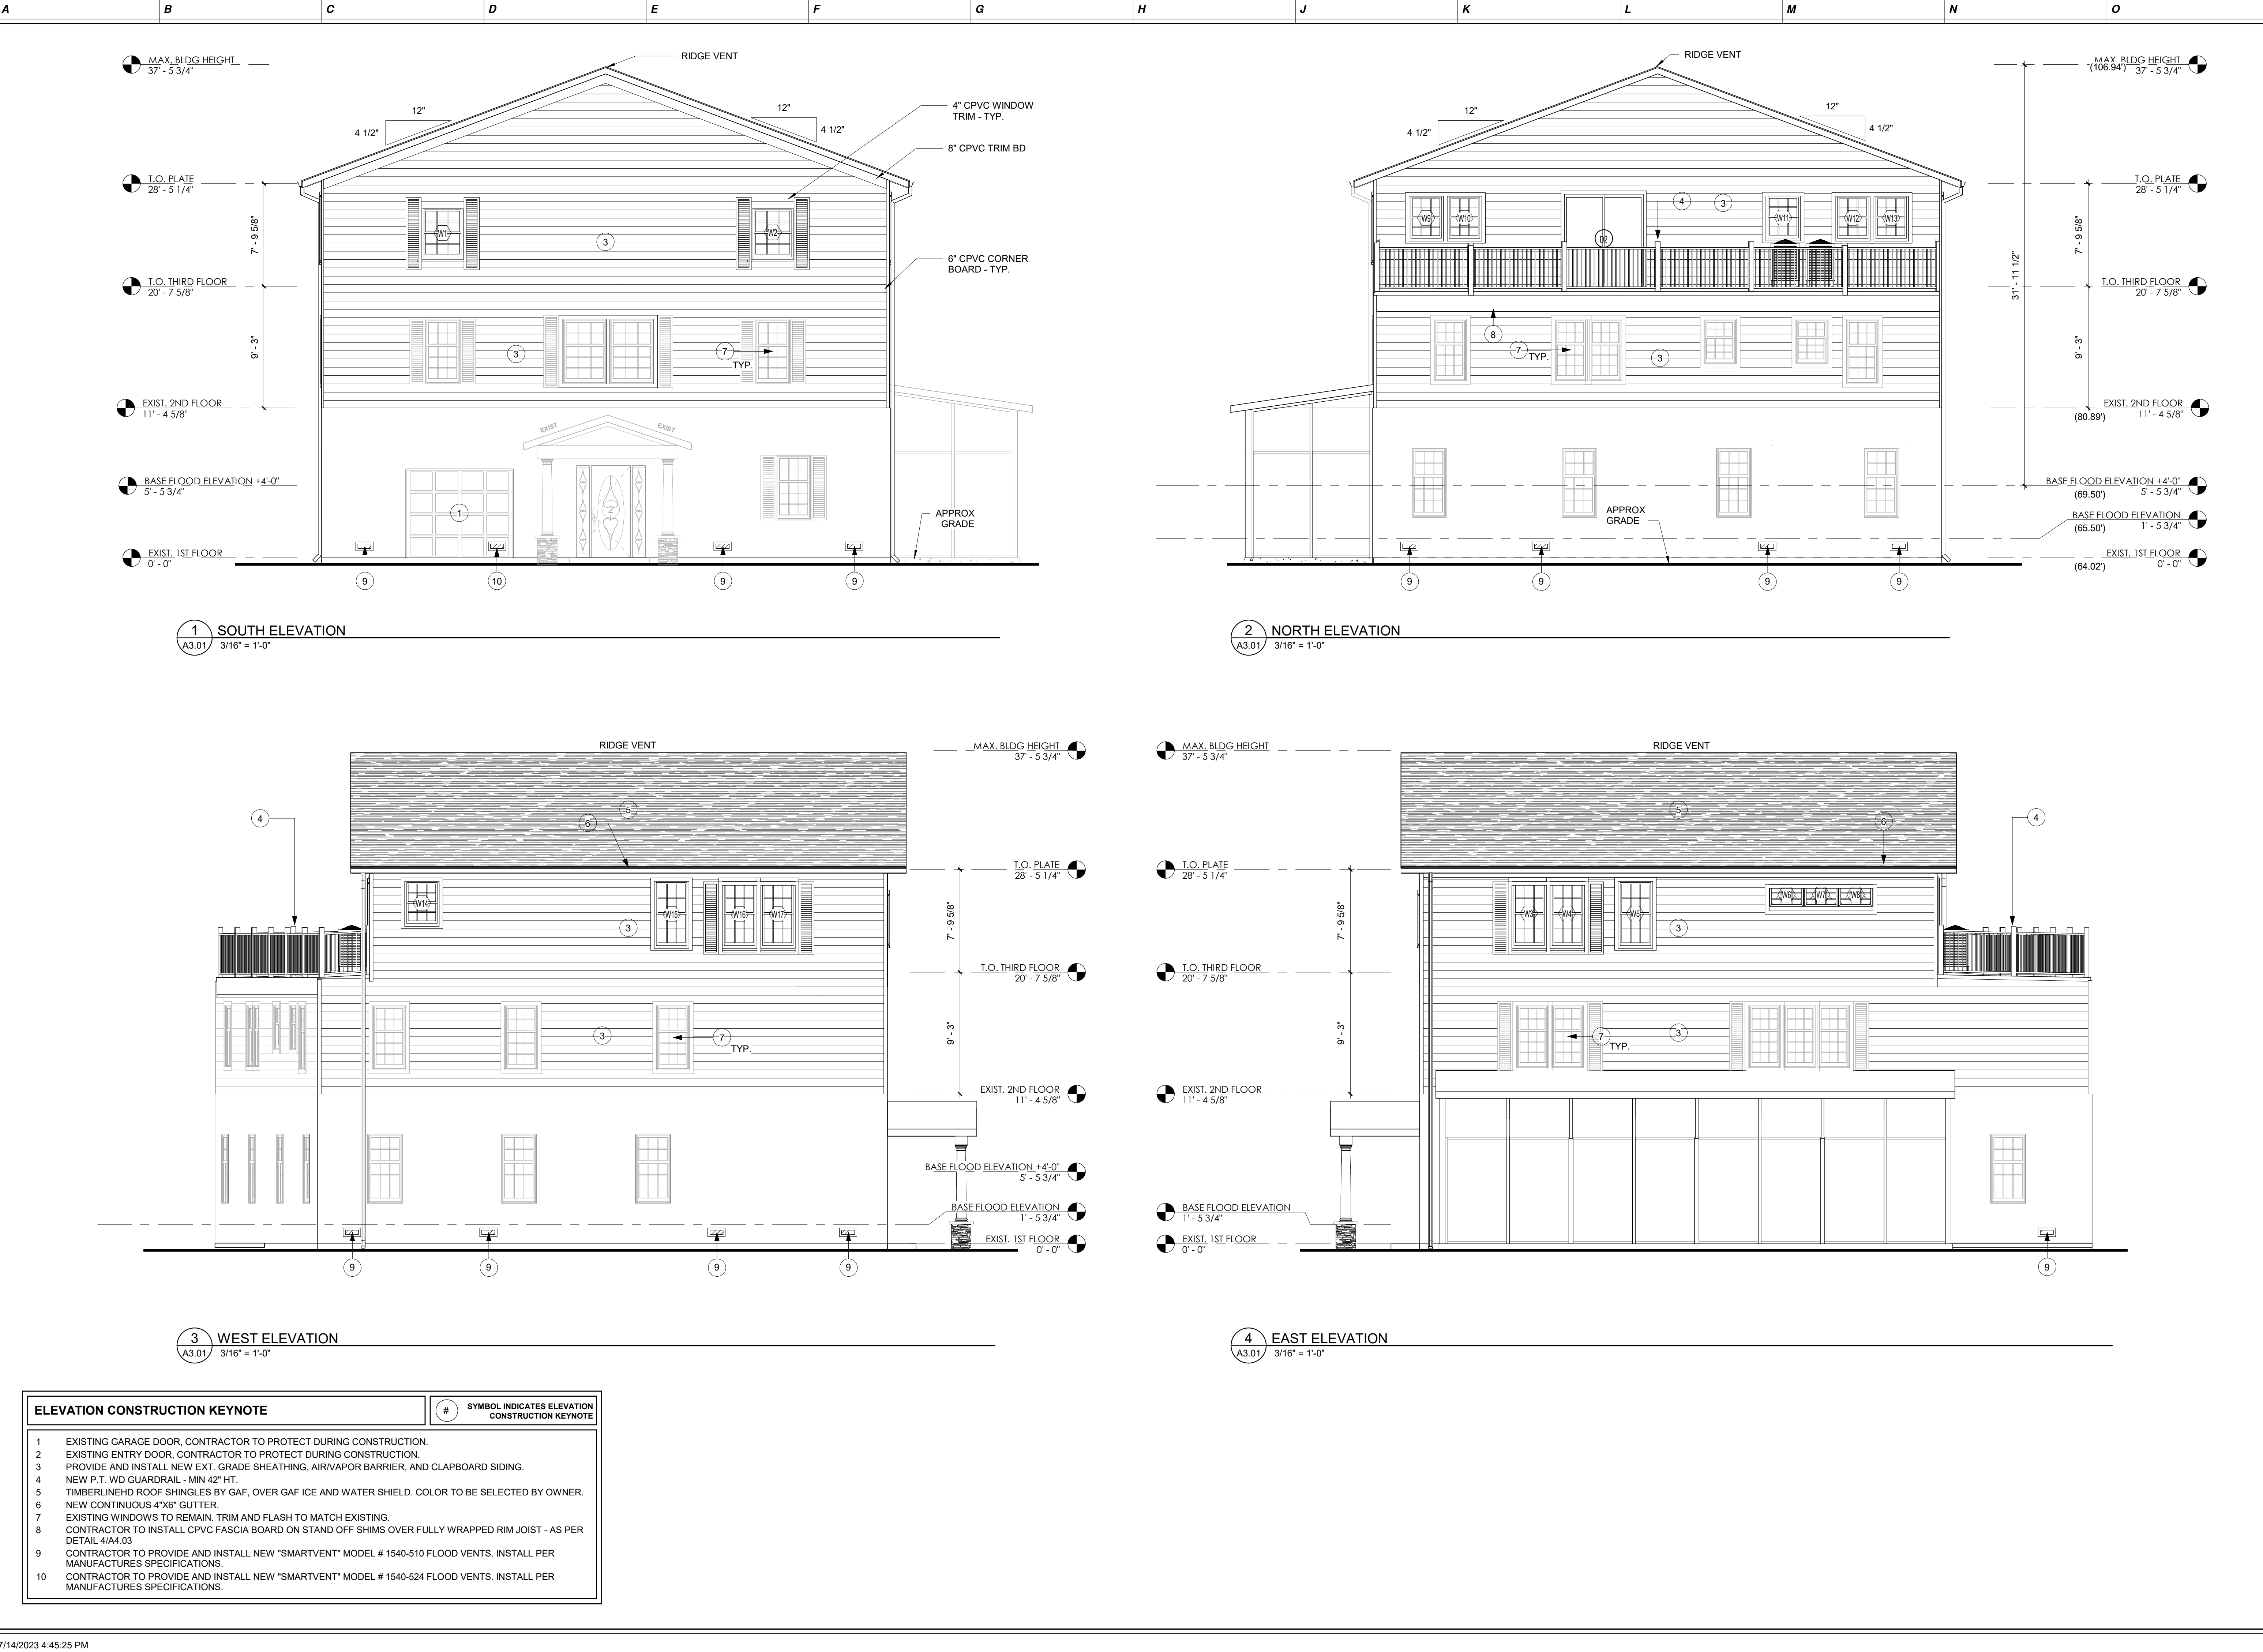 A B C D E F G H J K L M N O
RIDGE VENT
MAX. BLDG HEIGHT
37' - 5 3/4"
12"
4 1/2"
12"
4 1/2"
4" CPVC WINDOW
TRIM - TYP.
8" CPVC TRIM BD
T.O. PLATE
28' - 5 1/4"
7' - 9 5/8"
W1
W2
3
6" CPVC CORNER
BOARD - TYP.
T.O. THIRD FLOOR
20' - 7 5/8"
9' - 3"
3
7
TYP.
EXIST. 2ND FLOOR
11' - 4 5/8"
EXIST
EXIST
BASE FLOOD ELEVATION +4'-0"
5' - 5 3/4"
1
2
APPROX
GRADE
EXIST. 1ST FLOOR
0' - 0"
9
10
9
9
1
A3.01
SOUTH ELEVATION
3/16" = 1'-0"
RIDGE VENT
MAX. BLDG HEIGHT
(106.94') 37' - 5 3/4"
12"
4 1/2"
12"
4 1/2"
T.O. PLATE
28' - 5 1/4"
W9
W10
4
3
W11
W12
W13
D2
7' - 9 5/8"
31' - 11 1/2"
T.O. THIRD FLOOR
20' - 7 5/8"
8
7
TYP.
3
9' - 3"
EXIST. 2ND FLOOR
(80.89') 11' - 4 5/8"
BASE FLOOD ELEVATION +4'-0"
(69.50') 5' - 5 3/4"
APPROX
GRADE
BASE FLOOD ELEVATION
(65.50') 1' - 5 3/4"
EXIST. 1ST FLOOR
(64.02') 0' - 0"
9
9
9
9
2
A3.01
NORTH ELEVATION
3/16" = 1'-0"
RIDGE VENT
MAX. BLDG HEIGHT
37' - 5 3/4"
4
5
6
T.O. PLATE
28' - 5 1/4"
W14
W15
W16
W17
3
7' - 9 5/8"
T.O. THIRD FLOOR
20' - 7 5/8"
3
7
TYP.
9' - 3"
EXIST. 2ND FLOOR
11' - 4 5/8"
BASE FLOOD ELEVATION +4'-0"
5' - 5 3/4"
BASE FLOOD ELEVATION
1' - 5 3/4"
EXIST. 1ST FLOOR
0' - 0"
9
9
9
9
3
A3.01
WEST ELEVATION
3/16" = 1'-0"
RIDGE VENT
MAX. BLDG HEIGHT
37' - 5 3/4"
5
6
4
T.O. PLATE
28' - 5 1/4"
7' - 9 5/8"
W3
W4
W5
W6
W7
W8
3
T.O. THIRD FLOOR
20' - 7 5/8"
9' - 3"
7
TYP.
3
EXIST. 2ND FLOOR
11' - 4 5/8"
BASE FLOOD ELEVATION
1' - 5 3/4"
EXIST. 1ST FLOOR
0' - 0"
9
4
A3.01
EAST ELEVATION
3/16" = 1'-0"
ELEVATION CONSTRUCTION KEYNOTE
#
SYMBOL INDICATES ELEVATION
CONSTRUCTION KEYNOTE
1 EXISTING GARAGE DOOR, CONTRACTOR TO PROTECT DURING CONSTRUCTION.
2 EXISTING ENTRY DOOR, CONTRACTOR TO PROTECT DURING CONSTRUCTION.
3 PROVIDE AND INSTALL NEW EXT. GRADE SHEATHING, AIR/VAPOR BARRIER, AND CLAPBOARD SIDING.
4 NEW P.T. WD GUARDRAIL - MIN 42" HT.
5 TIMBERLINEHD ROOF SHINGLES BY GAF, OVER GAF ICE AND WATER SHIELD. COLOR TO BE SELECTED BY OWNER.
6 NEW CONTINUOUS 4"X6" GUTTER.
7 EXISTING WINDOWS TO REMAIN. TRIM AND FLASH TO MATCH EXISTING.
8 CONTRACTOR TO INSTALL CPVC FASCIA BOARD ON STAND OFF SHIMS OVER FULLY WRAPPED RIM JOIST - AS PER
DETAIL 4/A4.03
9 CONTRACTOR TO PROVIDE AND INSTALL NEW "SMARTVENT" MODEL # 1540-510 FLOOD VENTS. INSTALL PER
MANUFACTURES SPECIFICATIONS.
10 CONTRACTOR TO PROVIDE AND INSTALL NEW "SMARTVENT" MODEL # 1540-524 FLOOD VENTS. INSTALL PER
MANUFACTURES SPECIFICATIONS.
7/14/2023 4:45:25 PM